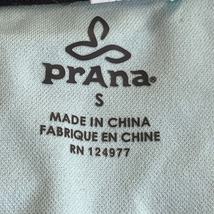 prAna
S
MADE IN CHINA
FABRIQUE EN CHINE
RN 124977